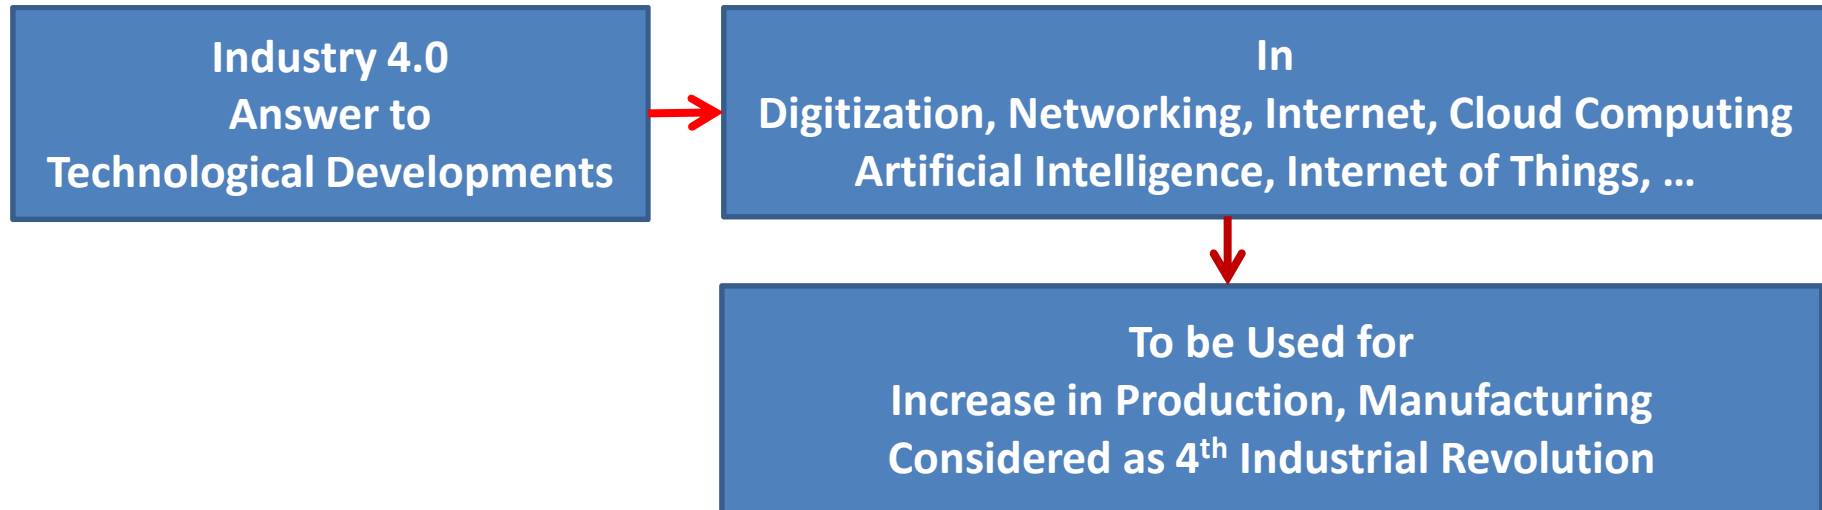 Industry 4.0
Answer to
Technological Developments
In
Digitization, Networking, Internet, Cloud Computing
Artificial Intelligence, Internet of Things, …
To be Used for
Increase in Production, Manufacturing
Considered as 4th Industrial Revolution